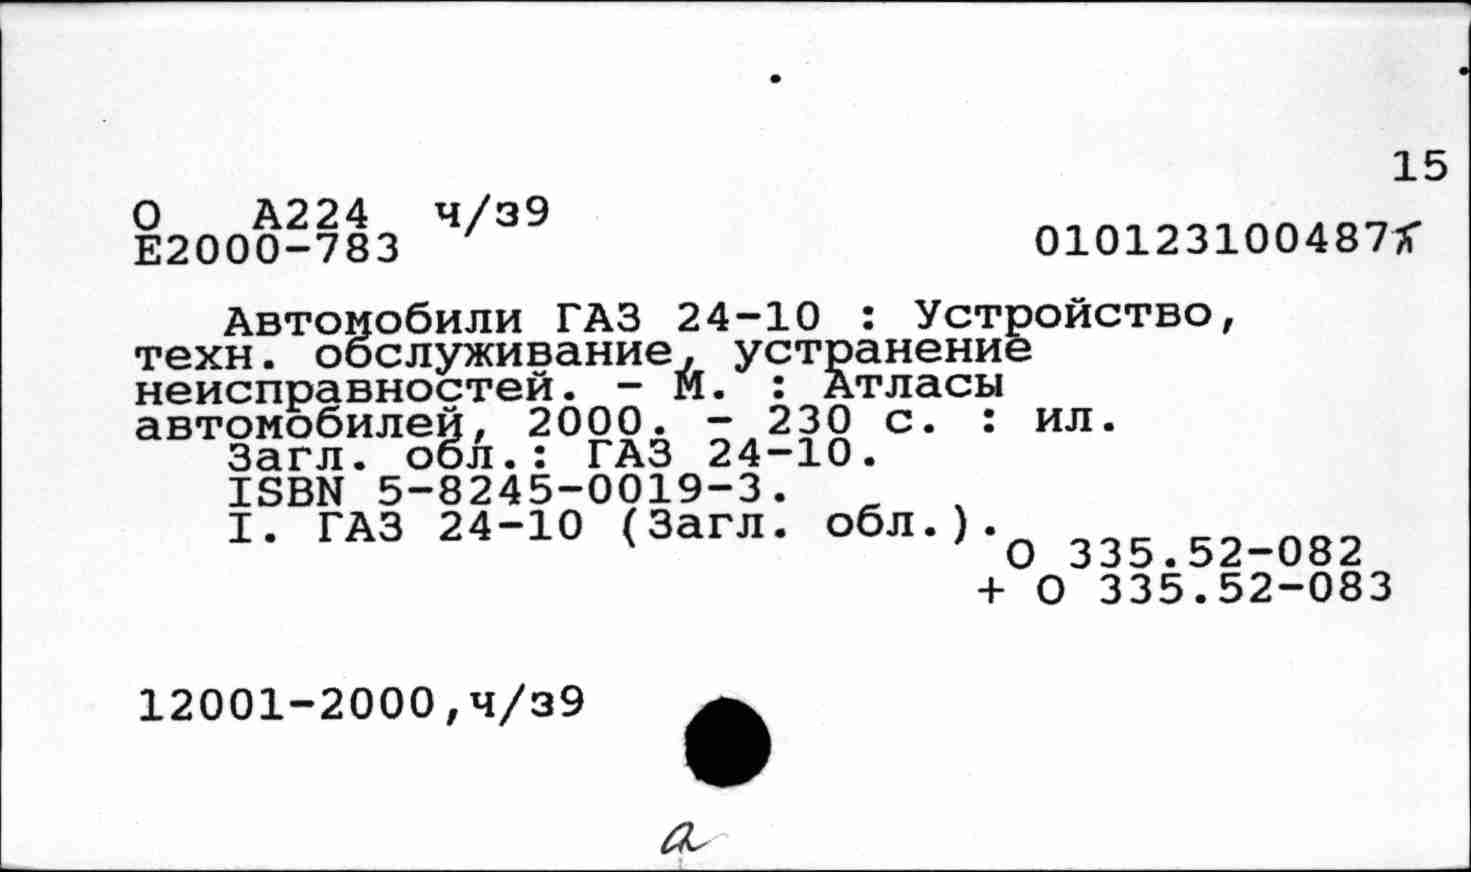 15
О А224 ч/з9
Е2000-783
0101231004877
Автомобили ГАЗ 24-10 : Устройство,
техн. обслуживание, устранение
неисправностей. - М. : Атласы
автомобилей, 2000. - 230 с. : ил.
Загл. обл.: ГАЗ 24-10.
ISBN 5-8245-0019-3.
I. ГАЗ 24-10 (Загл. обл.).
О 335.52-082
+ О 335.52-083
12001-2000,ч/з9
а